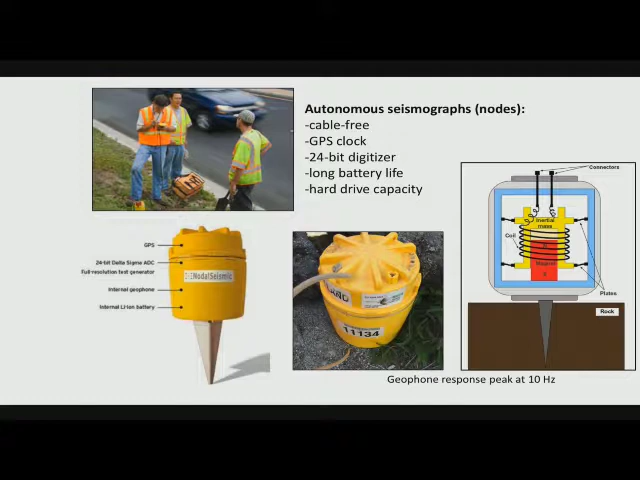 Autonomous seismographs (nodes):
-cable-free
-GPS clock
-24-bit digitizer
-long battery life
-hard drive capacity
GPS
24-bit Delta Sigma ADC
Full-resolution test generator
Internal geophone
Internal Li-ion battery
NodalSeismic
11134
Connectors
Inertial
mass
Coil
Plates
Rock
Geophone response peak at 10 Hz